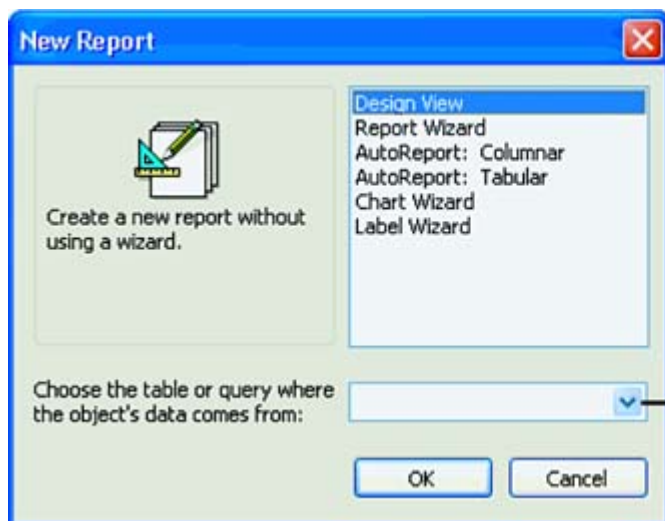 New Report
Create a new report without
using a wizard.
Design View
Report Wizard
AutoReport: Columnar
AutoReport: Tabular
Chart Wizard
Label Wizard
Choose the table or query where
the object's data comes from:
OK
Cancel